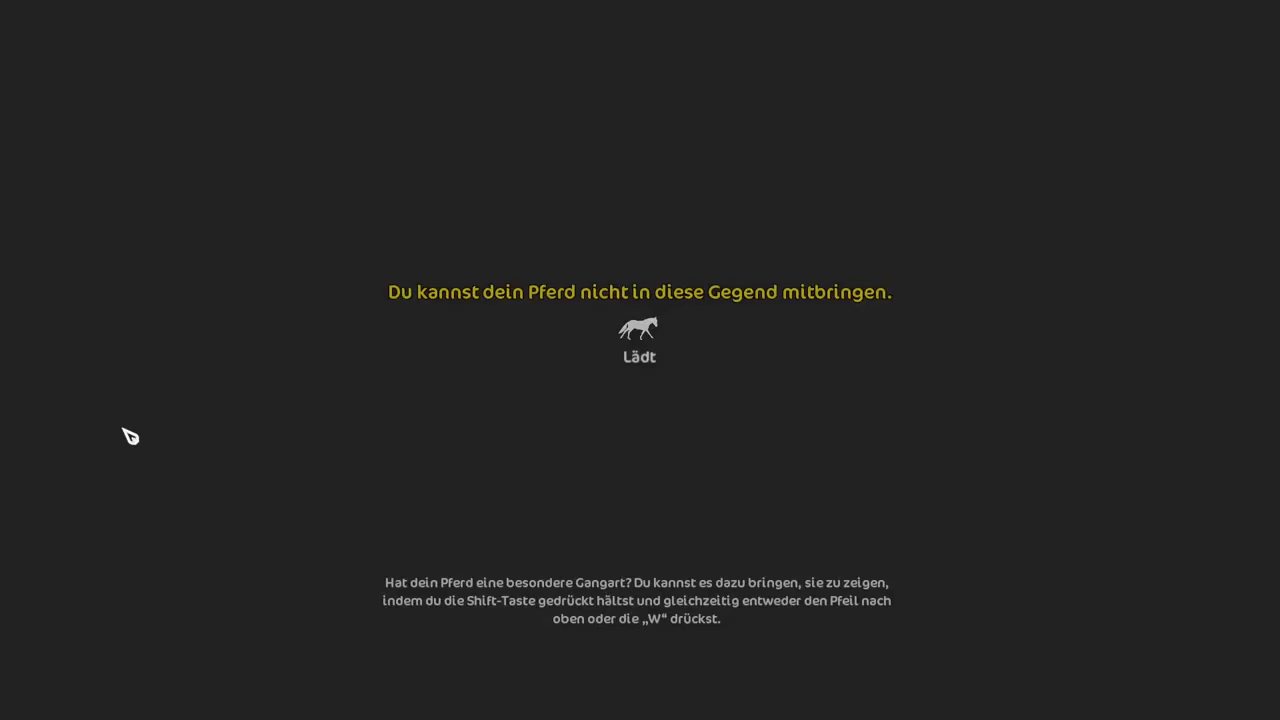 Du kannst dein Pferd nicht in diese Gegend mitbringen.
Lädt
Hat dein Pferd eine besondere Gangart? Du kannst es dazu bringen, sie zu zeigen,
indem du die Shift-Taste gedrückt hältst und gleichzeitig entweder den Pfeil nach
oben oder die „W“ drückst.